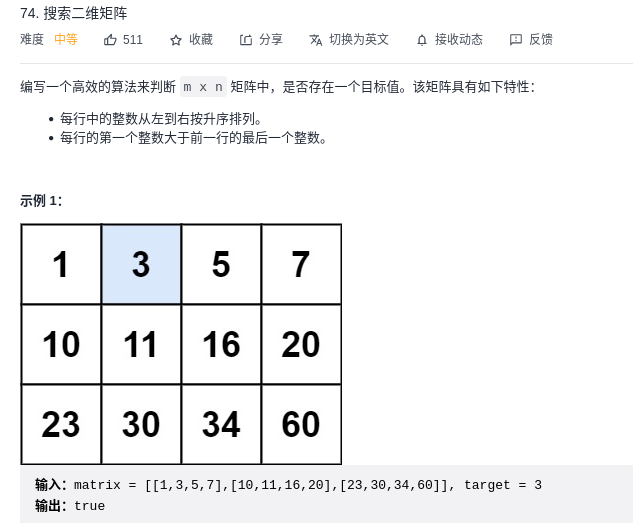 74. 搜索二维矩阵
难度 中等 511 收藏 分享 切换为英文 接收动态 反馈
编写一个高效的算法来判断 m x n 矩阵中，是否存在一个目标值。该矩阵具有如下特性：
• 每行中的整数从左到右按升序排列。
• 每行的第一个整数大于前一行的最后一个整数。
示例 1：
1 3 5 7
10 11 16 20
23 30 34 60
输入：matrix = [[1,3,5,7],[10,11,16,20],[23,30,34,60]], target = 3
输出：true